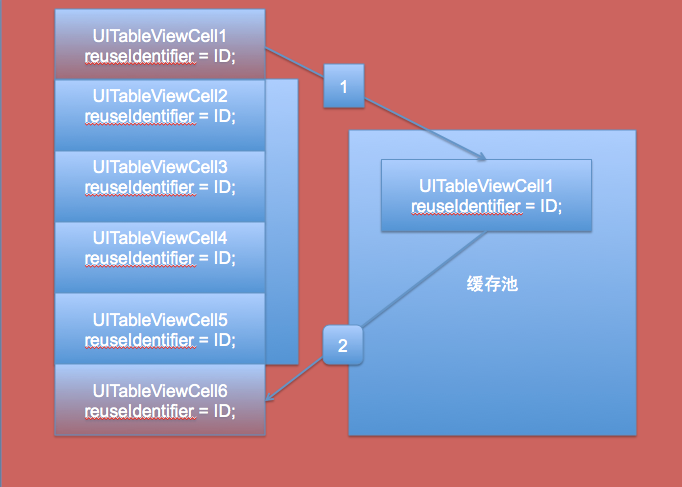 UITableViewCell1
reuseIdentifier = ID;
1
UITableViewCell2
reuseIdentifier = ID;
UITableViewCell3
reuseIdentifier = ID;
UITableViewCell1
reuseIdentifier = ID;
UITableViewCell4
reuseIdentifier = ID;
缓存池
UITableViewCell5
reuseIdentifier = ID;
2
UITableViewCell6
reuseIdentifier = ID;